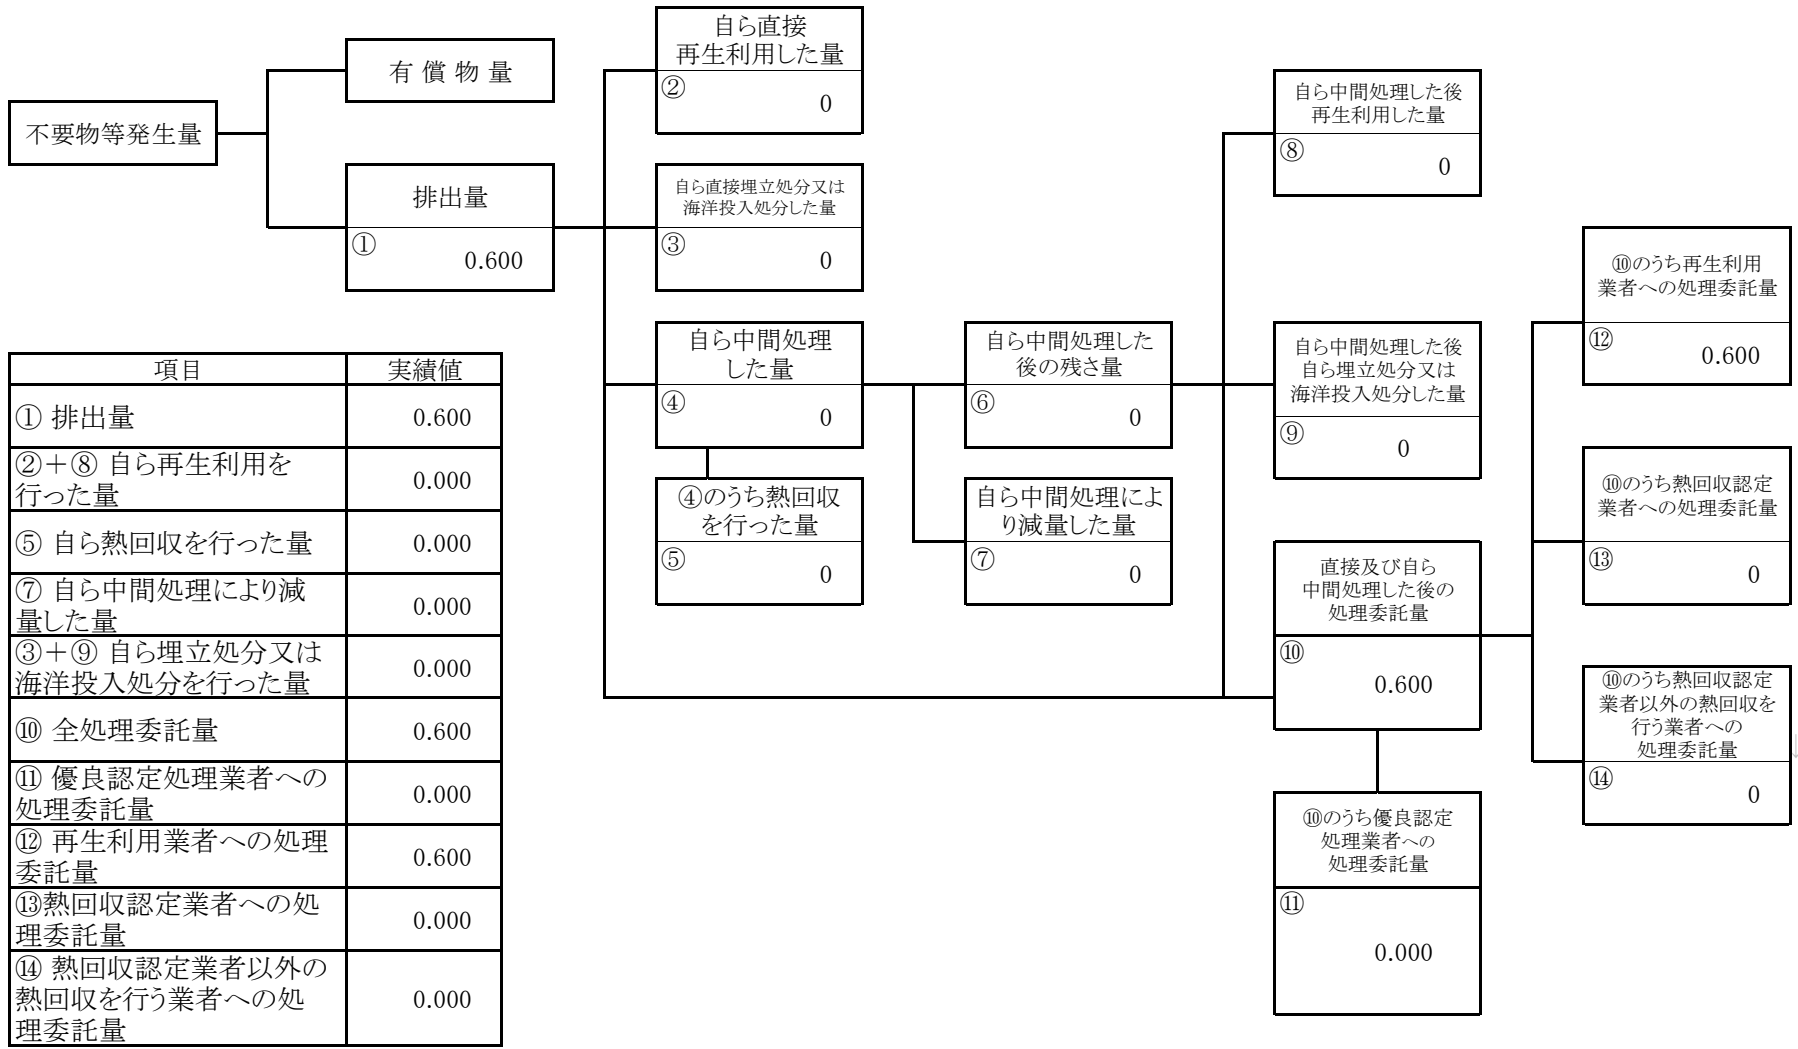 不要物等発生量
有 償 物 量
排出量
①
0.600
自ら直接
再生利用した量
②
0
自ら直接埋立処分又は
海洋投入処分した量
③
0
自ら中間処理
した量
④
0
④のうち熱回収
を行った量
⑤
0
自ら中間処理した
後の残さ量
⑥
0
自ら中間処理によ
り減量した量
⑦
0
自ら中間処理した後
再生利用した量
⑧
0
自ら中間処理した後
自ら埋立処分又は
海洋投入処分した量
⑨
0
直接及び自ら
中間処理した後の
処理委託量
⑩
0.600
⑩のうち優良認定
処理業者への
処理委託量
⑪
0.000
⑩のうち再生利用
業者への処理委託量
⑫
0.600
⑩のうち熱回収認定
業者への処理委託量
⑬
0
⑩のうち熱回収認定
業者以外の熱回収を
行う業者への
処理委託量
⑭
0
↓
項目 実績値
① 排出量 0.600
②＋⑧ 自ら再生利用を
行った量 0.000
⑤ 自ら熱回収を行った量 0.000
⑦ 自ら中間処理により減
量した量 0.000
③＋⑨ 自ら埋立処分又は
海洋投入処分を行った量 0.000
⑩ 全処理委託量 0.600
⑪ 優良認定処理業者への
処理委託量 0.000
⑫ 再生利用業者への処理
委託量 0.600
⑬熱回収認定業者への処
理委託量 0.000
⑭ 熱回収認定業者以外の
熱回収を行う業者への処
理委託量 0.000